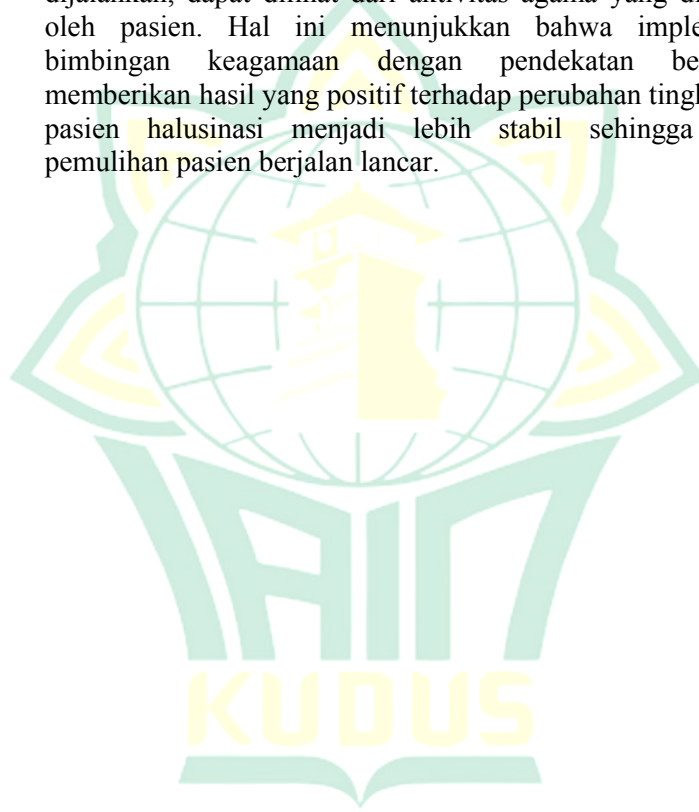 oleh pasien. Hal ini menunjukkan bahwa imple
bimbingan keagamaan dengan pendekatan be
memberikan hasil yang positif terhadap perubahan tingl
pasien halusinasi menjadi lebih stabil sehingga
pemulihan pasien berjalan lancar.
IAIN
KUDUS